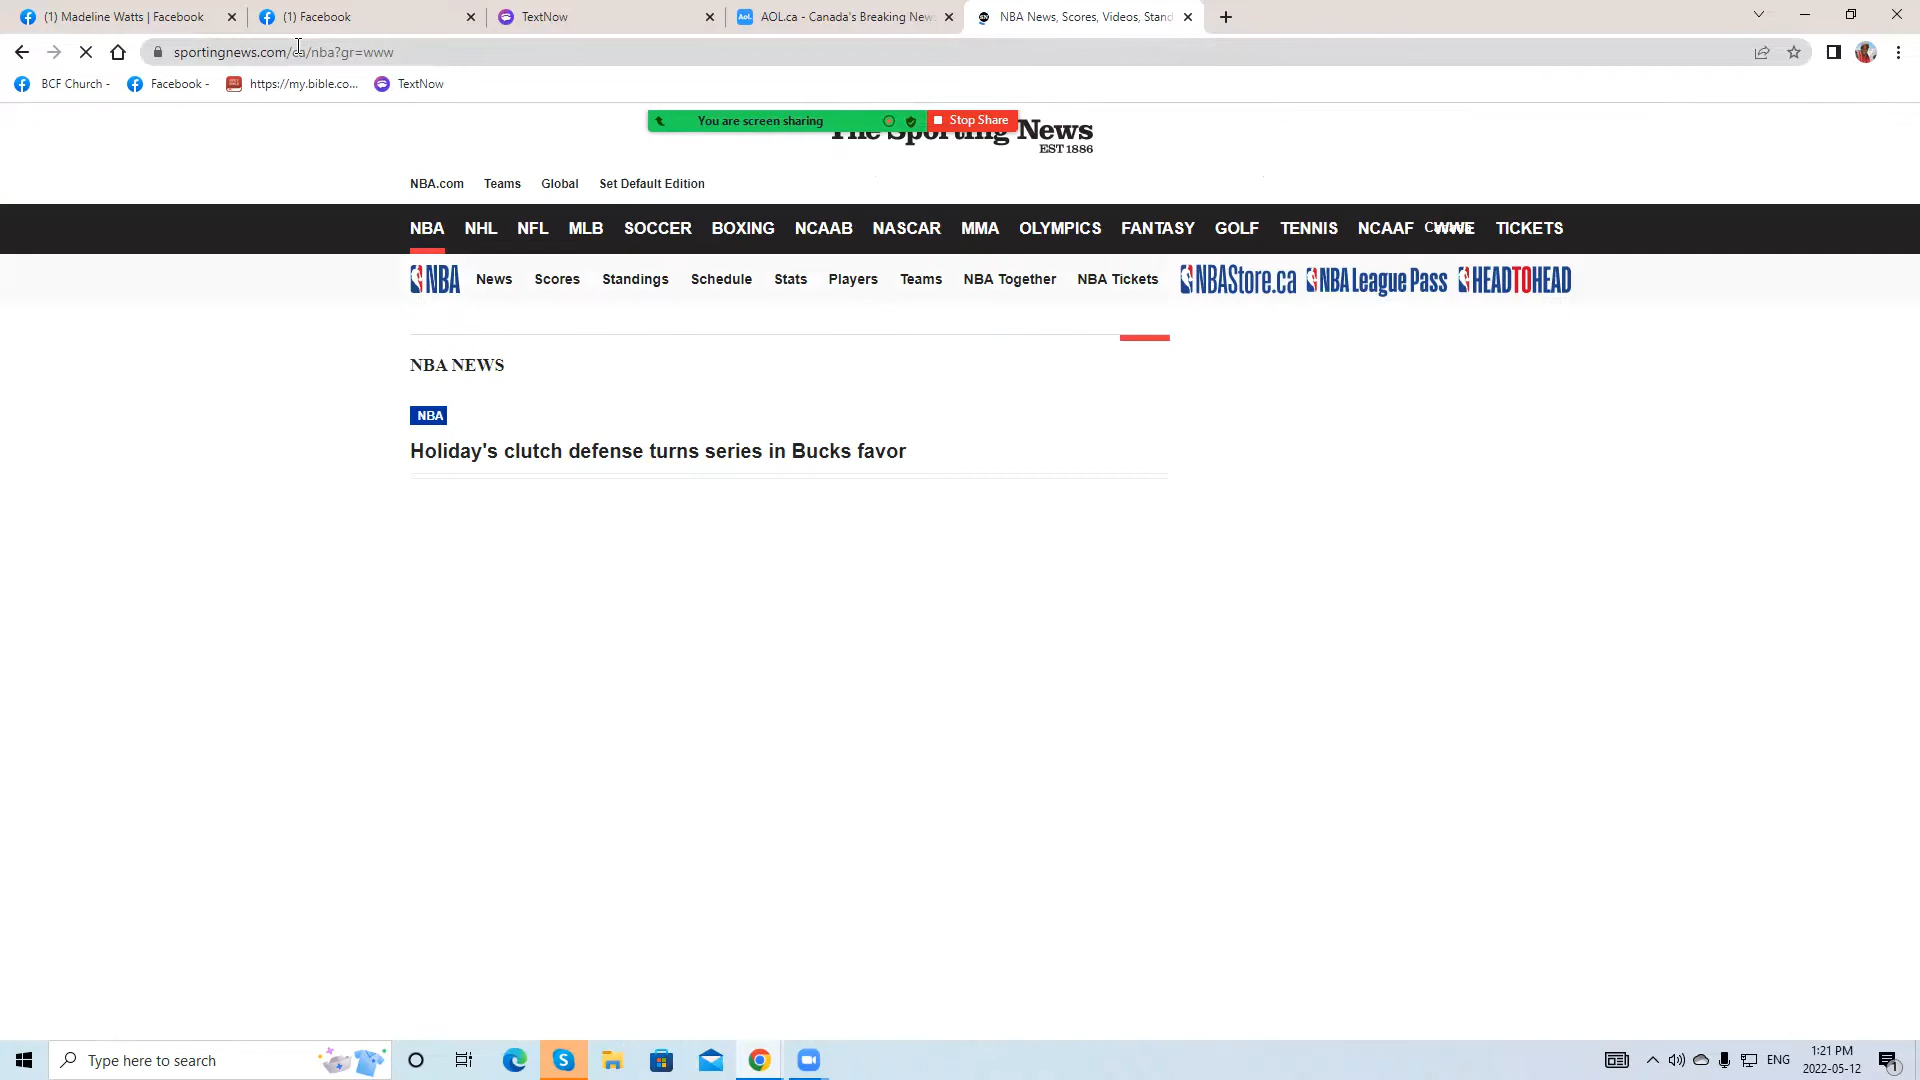 (1) Madeline Watts | Facebook
(1) Facebook
TextNow
AOL.ca - Canada's Breaking New
NBA News, Scores, Videos, Stand
sportingnews.com/ca/nba?gr=www
BCF Church -
Facebook -
https://my.bible.co...
TextNow
You are screen sharing
Stop Share
The Sporting News
EST 1886
NBA.com Teams Global Set Default Edition
NBA NHL NFL MLB SOCCER BOXING NCAAB NASCAR MMA OLYMPICS FANTASY GOLF TENNIS NCAAF WWE TICKETS
Canada
NBA News Scores Standings Schedule Stats Players Teams NBA Together NBA Tickets NBAStore.ca NBA League Pass HEADTOHEAD
NBA NEWS
NBA
Holiday's clutch defense turns series in Bucks favor
Type here to search
ENG
1:21 PM
2022-05-12
1